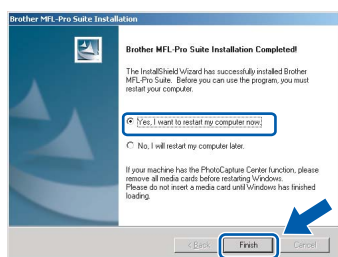 Brother MFL-Pro Suite Installation
Brother MFL-Pro Suite Installation Completed!
The InstallShield Wizard has successfully installed Brother
MFL-Pro Suite. Before you can use the program, you must
restart your computer.
Yes, I want to restart my computer now.
No, I will restart my computer later.
If your machine has the PhotoCapture Center function, please
remove all media cards before restarting Windows.
Please do not insert a media card until Windows has finished
loading.
< Back
Finish
Cancel